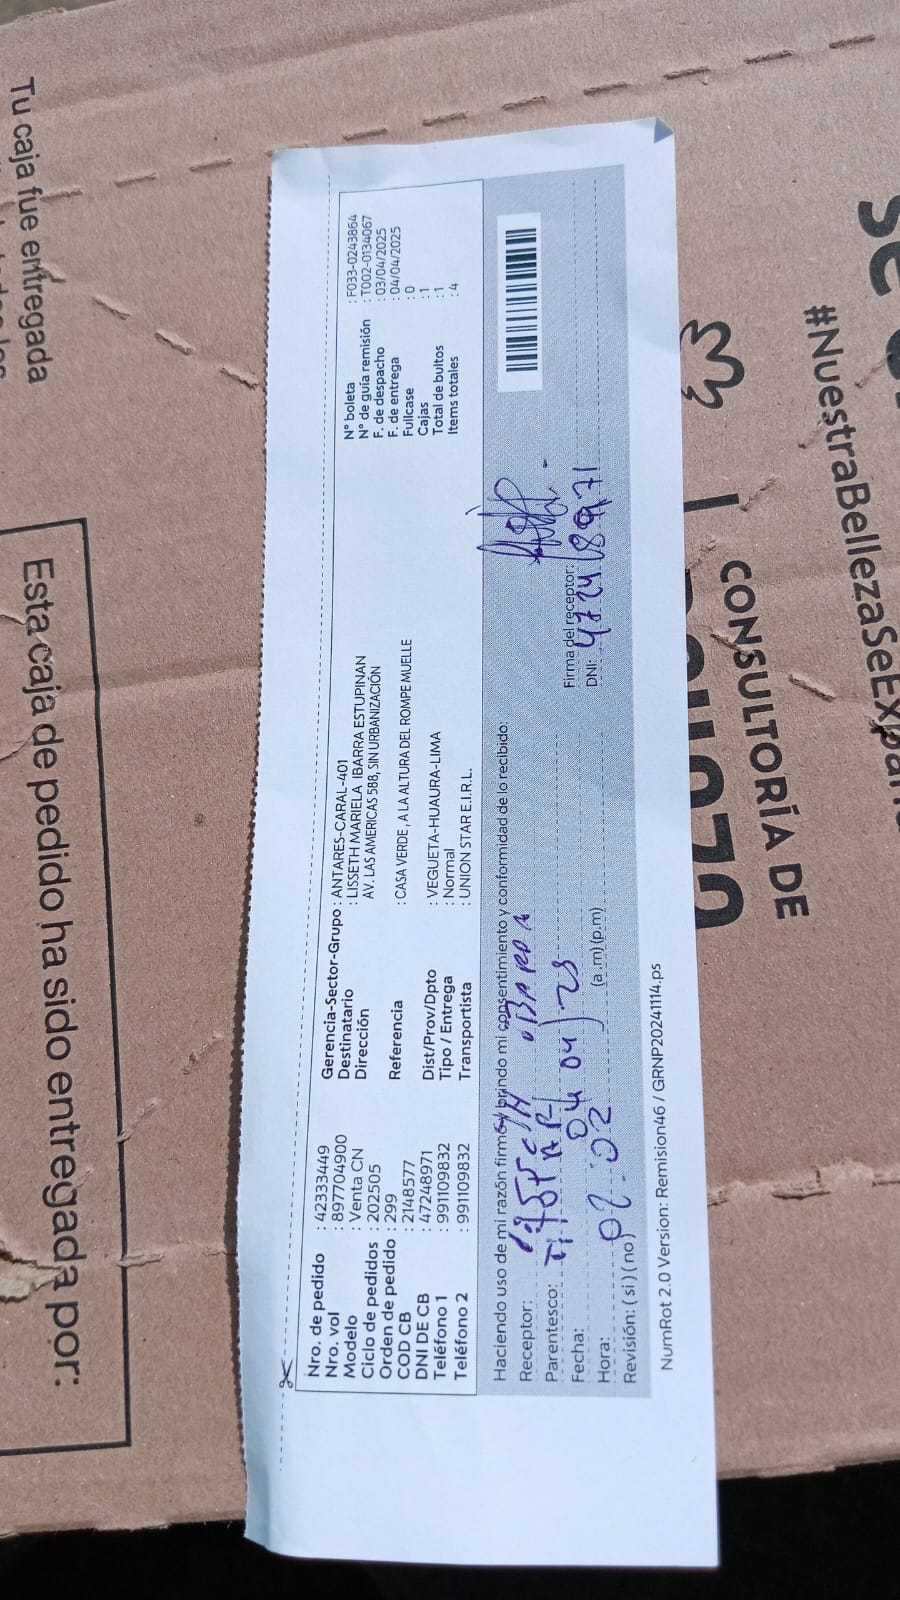 Tu caja fue entregada
Esta caja de pedido ha sido entregada por:
Nro. de pedido : 42333449
Nro. vol : 8977704900
Modelo : Venta CN
Ciclo de pedidos : 202505
Orden de pedido : 299
COD CB : 2148577
DNI DE CB : 47248971
Teléfono 1 : 991109832
Teléfono 2 : 991109832
Gerencia-Sector-Grupo : ANTARES-CARAL-401
Destinatario : LISSETH MARIELA IBARRA ESTUPINAN
Dirección AV. LAS AMERICAS 588, SIN URBANIZACIÓN
Referencia : CASA VERDE, A LA ALTURA DEL ROMPE MUELLE
Dist/Prov/Dpto : VEGUETA-HUAURA-LIMA
Tipo / Entrega : Normal
Transportista : UNION STAR E.I.R.L.
N° boleta : F033-0243864
N° de guía remisión : T002-0134067
F. de despacho : 03/04/2025
F. de entrega : 04/04/2025
Fullcase : 0
Cajas : 1
Total de bultos : 1
Items totales : 4
Haciendo uso de mi razón firmo y brindo mi consentimiento y conformidad de lo recibido:
Receptor:
Parentesco:
Fecha: 04
Hora: 02:02 (a.m) (p.m)
Revisión: ( si ) ( no )
Firma del receptor:
DNI: 47248971
NumRot 2.0 Version: Remision46 / GRNP20241114.ps
CONSULTORÍA DE